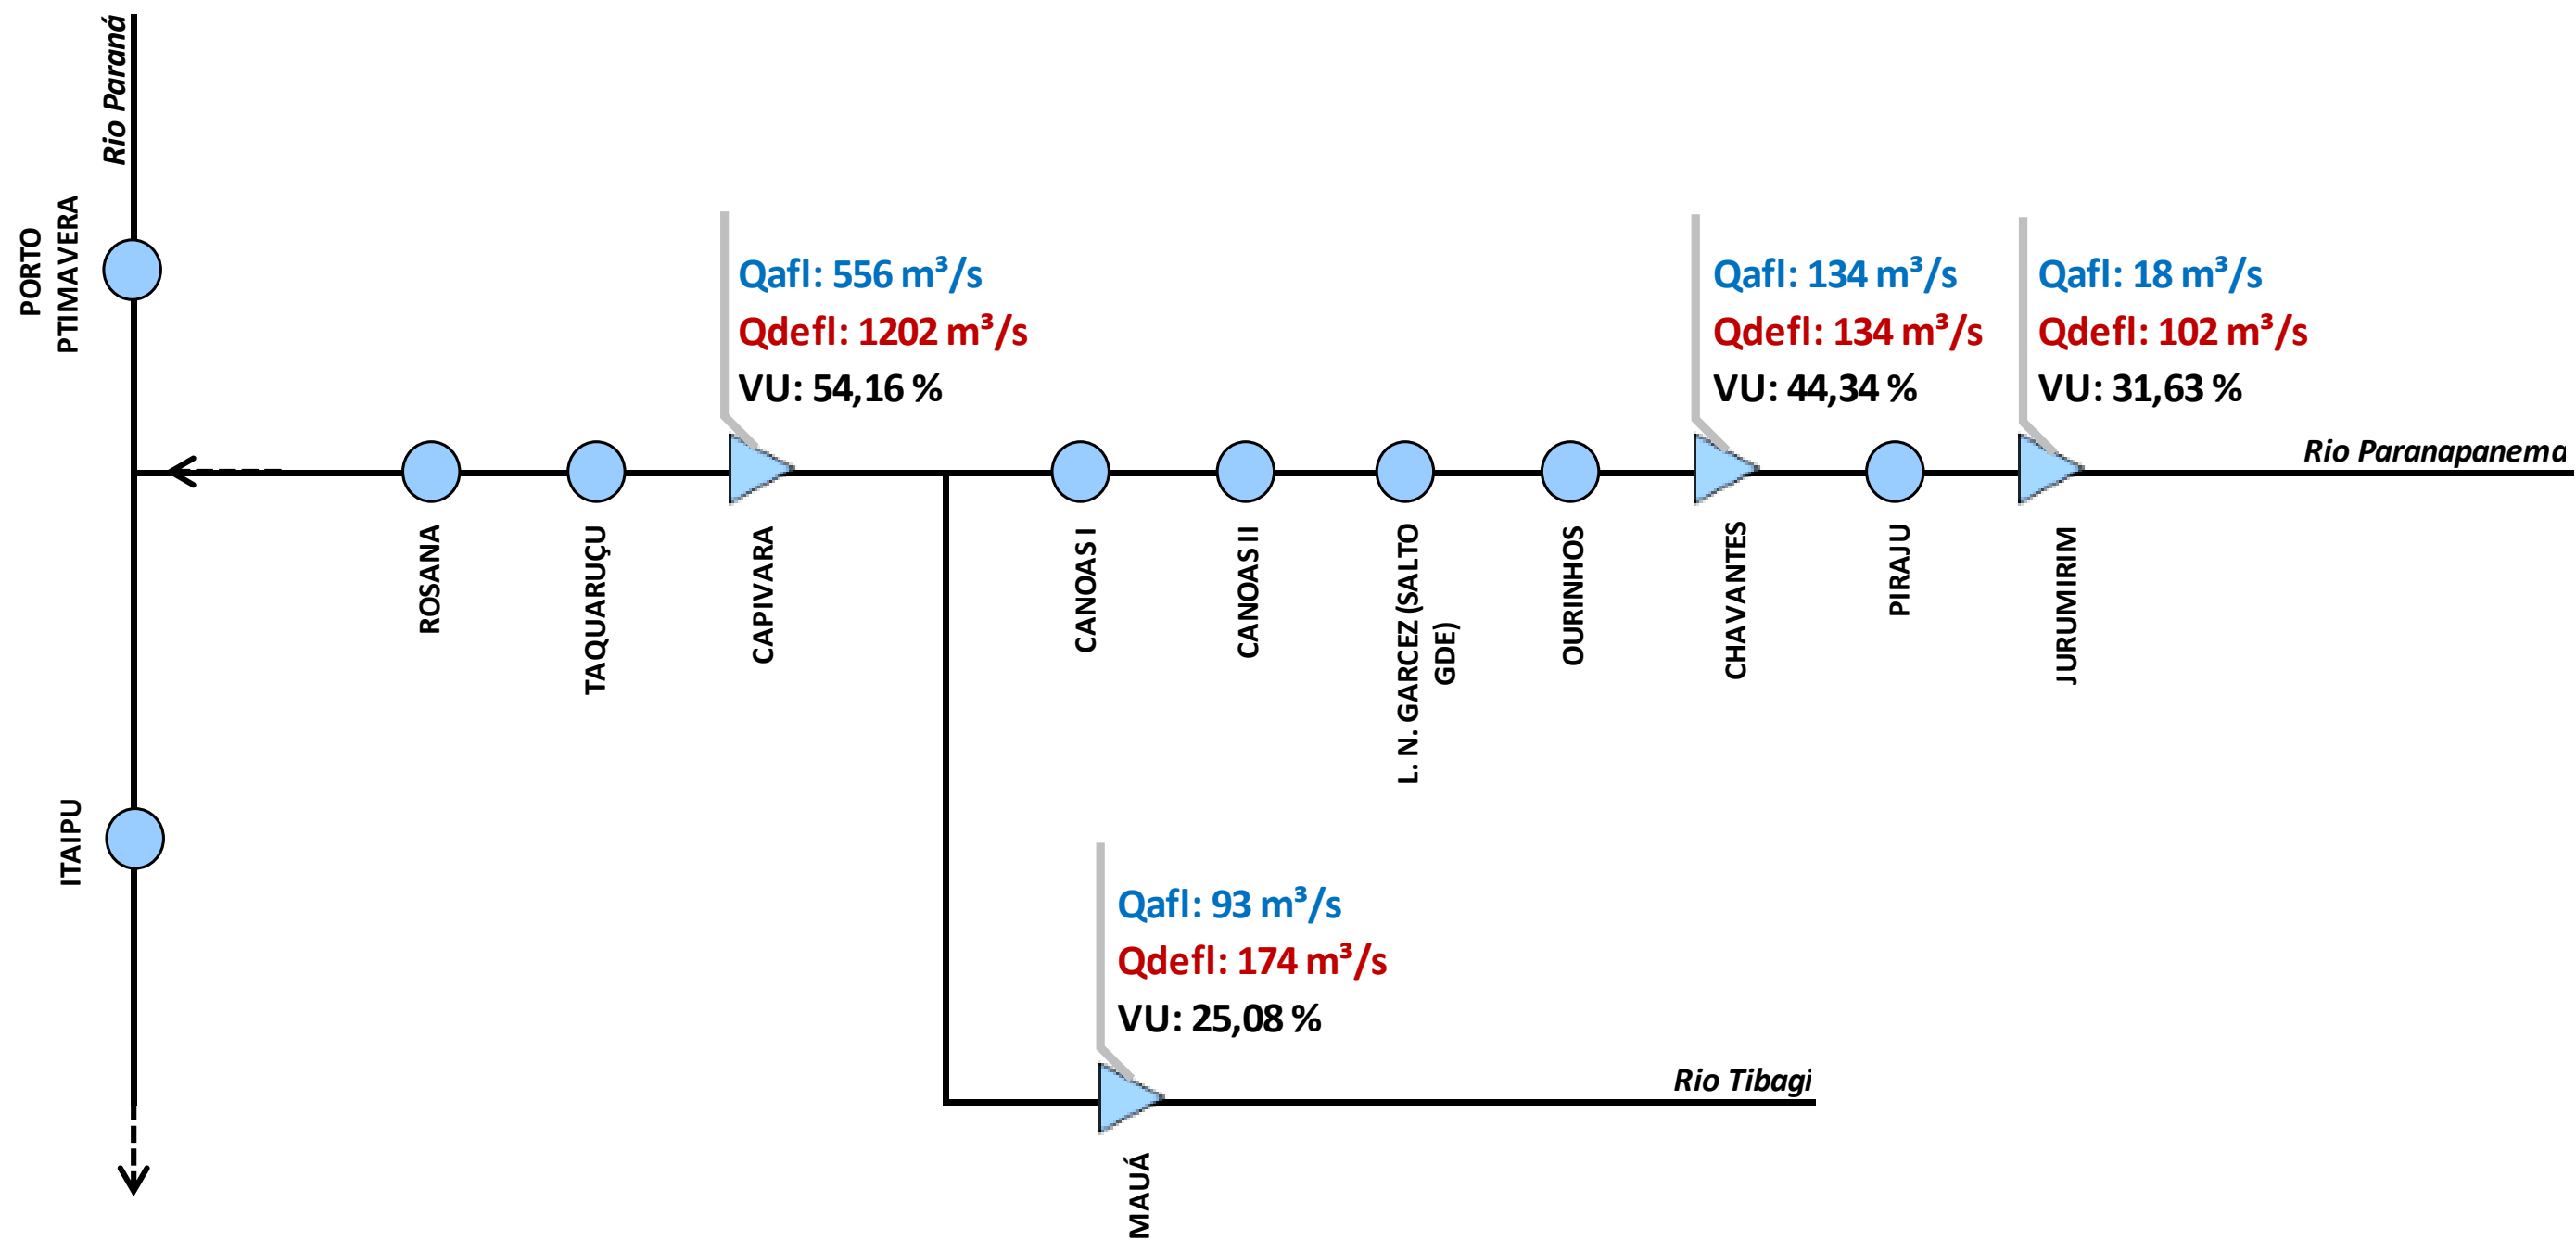 Rio Paraná
PORTO
PTIMAVERA
Qafl: 556 m³/s
Qdefl: 1202 m³/s
VU: 54,16 %
Qafl: 134 m³/s
Qdefl: 134 m³/s
VU: 44,34 %
Qafl: 18 m³/s
Qdefl: 102 m³/s
VU: 31,63 %
Rio Paranapanema
ROSANA
TAQUARUÇU
CAPIVARA
CANOAS I
CANOAS II
L. N. GARCEZ (SALTO
GDE)
OURINHOS
CHAVANTES
PIRAJU
JURUMIRIM
ITAIPU
Qafl: 93 m³/s
Qdefl: 174 m³/s
VU: 25,08 %
Rio Tibagi
MAUÁ